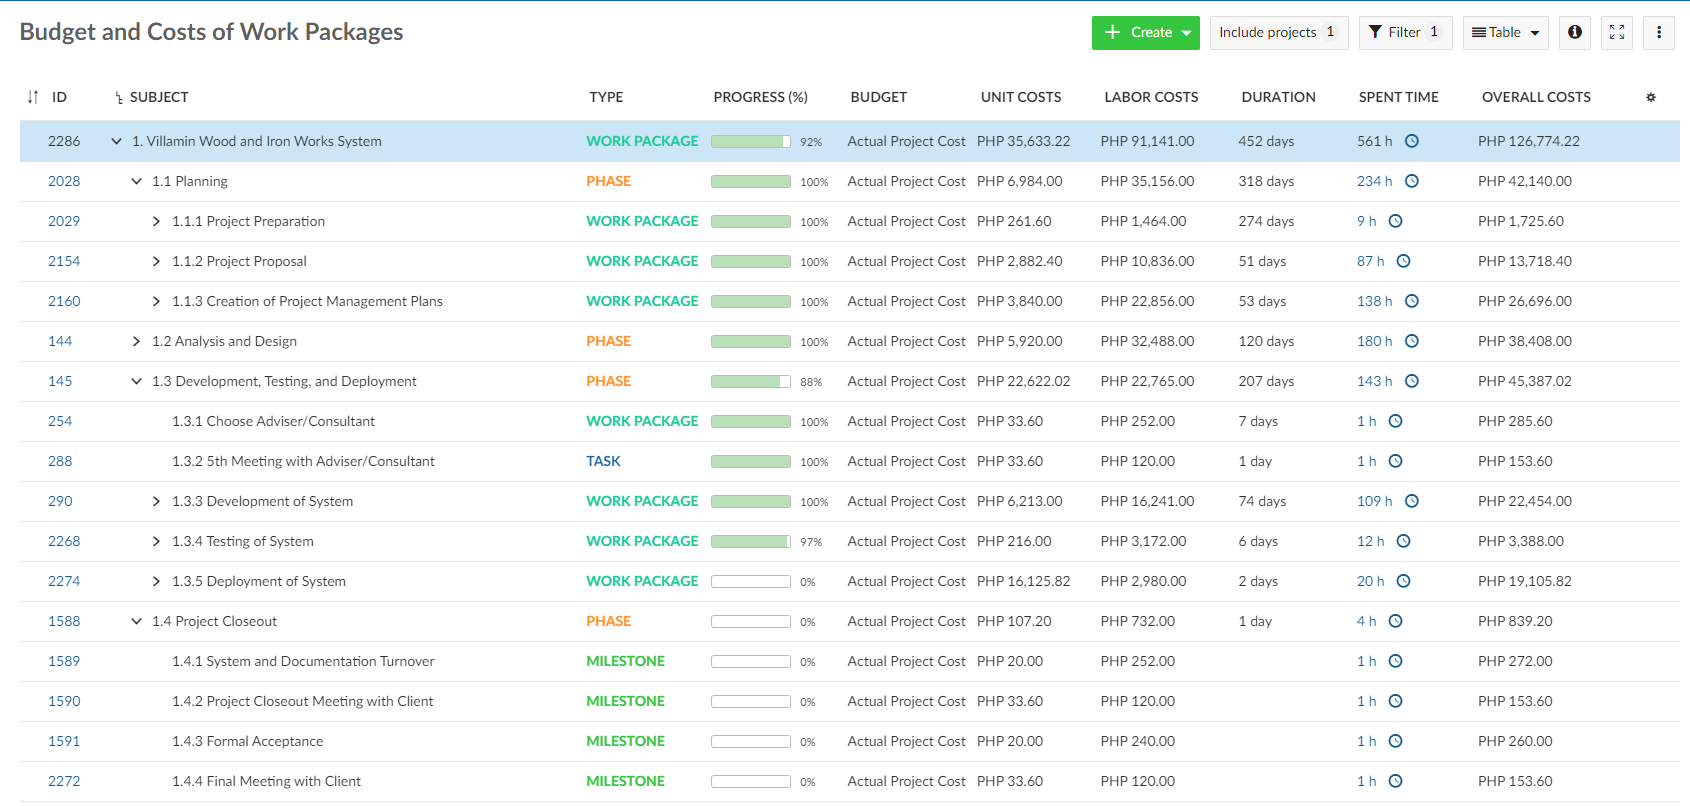 Budget and Costs of Work Packages
Create Include projects 1 Filter 1 Table
ID SUBJECT TYPE PROGRESS (%) BUDGET UNIT COSTS LABOR COSTS DURATION SPENT TIME OVERALL COSTS
2286 1. Villamin Wood and Iron Works System WORK PACKAGE 92% Actual Project Cost PHP 35,633.22 PHP 91,141.00 452 days 561 h PHP 126,774.22
2028 1.1 Planning PHASE 100% Actual Project Cost PHP 6,984.00 PHP 35,156.00 318 days 234 h PHP 42,140.00
2029 1.1.1 Project Preparation WORK PACKAGE 100% Actual Project Cost PHP 261.60 PHP 1,464.00 274 days 9 h PHP 1,725.60
2154 1.1.2 Project Proposal WORK PACKAGE 100% Actual Project Cost PHP 2,882.40 PHP 10,836.00 51 days 87 h PHP 13,718.40
2160 1.1.3 Creation of Project Management Plans WORK PACKAGE 100% Actual Project Cost PHP 3,840.00 PHP 22,856.00 53 days 138 h PHP 26,696.00
144 1.2 Analysis and Design PHASE 100% Actual Project Cost PHP 5,920.00 PHP 32,488.00 120 days 180 h PHP 38,408.00
145 1.3 Development, Testing, and Deployment PHASE 88% Actual Project Cost PHP 22,622.02 PHP 22,765.00 207 days 143 h PHP 45,387.02
254 1.3.1 Choose Adviser/Consultant WORK PACKAGE 100% Actual Project Cost PHP 33.60 PHP 252.00 7 days 1 h PHP 285.60
288 1.3.2 5th Meeting with Adviser/Consultant TASK 100% Actual Project Cost PHP 33.60 PHP 120.00 1 day 1 h PHP 153.60
290 1.3.3 Development of System WORK PACKAGE 100% Actual Project Cost PHP 6,213.00 PHP 16,241.00 74 days 109 h PHP 22,454.00
2268 1.3.4 Testing of System WORK PACKAGE 97% Actual Project Cost PHP 216.00 PHP 3,172.00 6 days 12 h PHP 3,388.00
2274 1.3.5 Deployment of System WORK PACKAGE 0% Actual Project Cost PHP 16,125.82 PHP 2,980.00 2 days 20 h PHP 19,105.82
1588 1.4 Project Closeout PHASE 0% Actual Project Cost PHP 107.20 PHP 732.00 1 day 4 h PHP 839.20
1589 1.4.1 System and Documentation Turnover MILESTONE 0% Actual Project Cost PHP 20.00 PHP 252.00 1 h PHP 272.00
1590 1.4.2 Project Closeout Meeting with Client MILESTONE 0% Actual Project Cost PHP 33.60 PHP 120.00 1 h PHP 153.60
1591 1.4.3 Formal Acceptance MILESTONE 0% Actual Project Cost PHP 20.00 PHP 240.00 1 h PHP 260.00
2272 1.4.4 Final Meeting with Client MILESTONE 0% Actual Project Cost PHP 33.60 PHP 120.00 1 h PHP 153.60